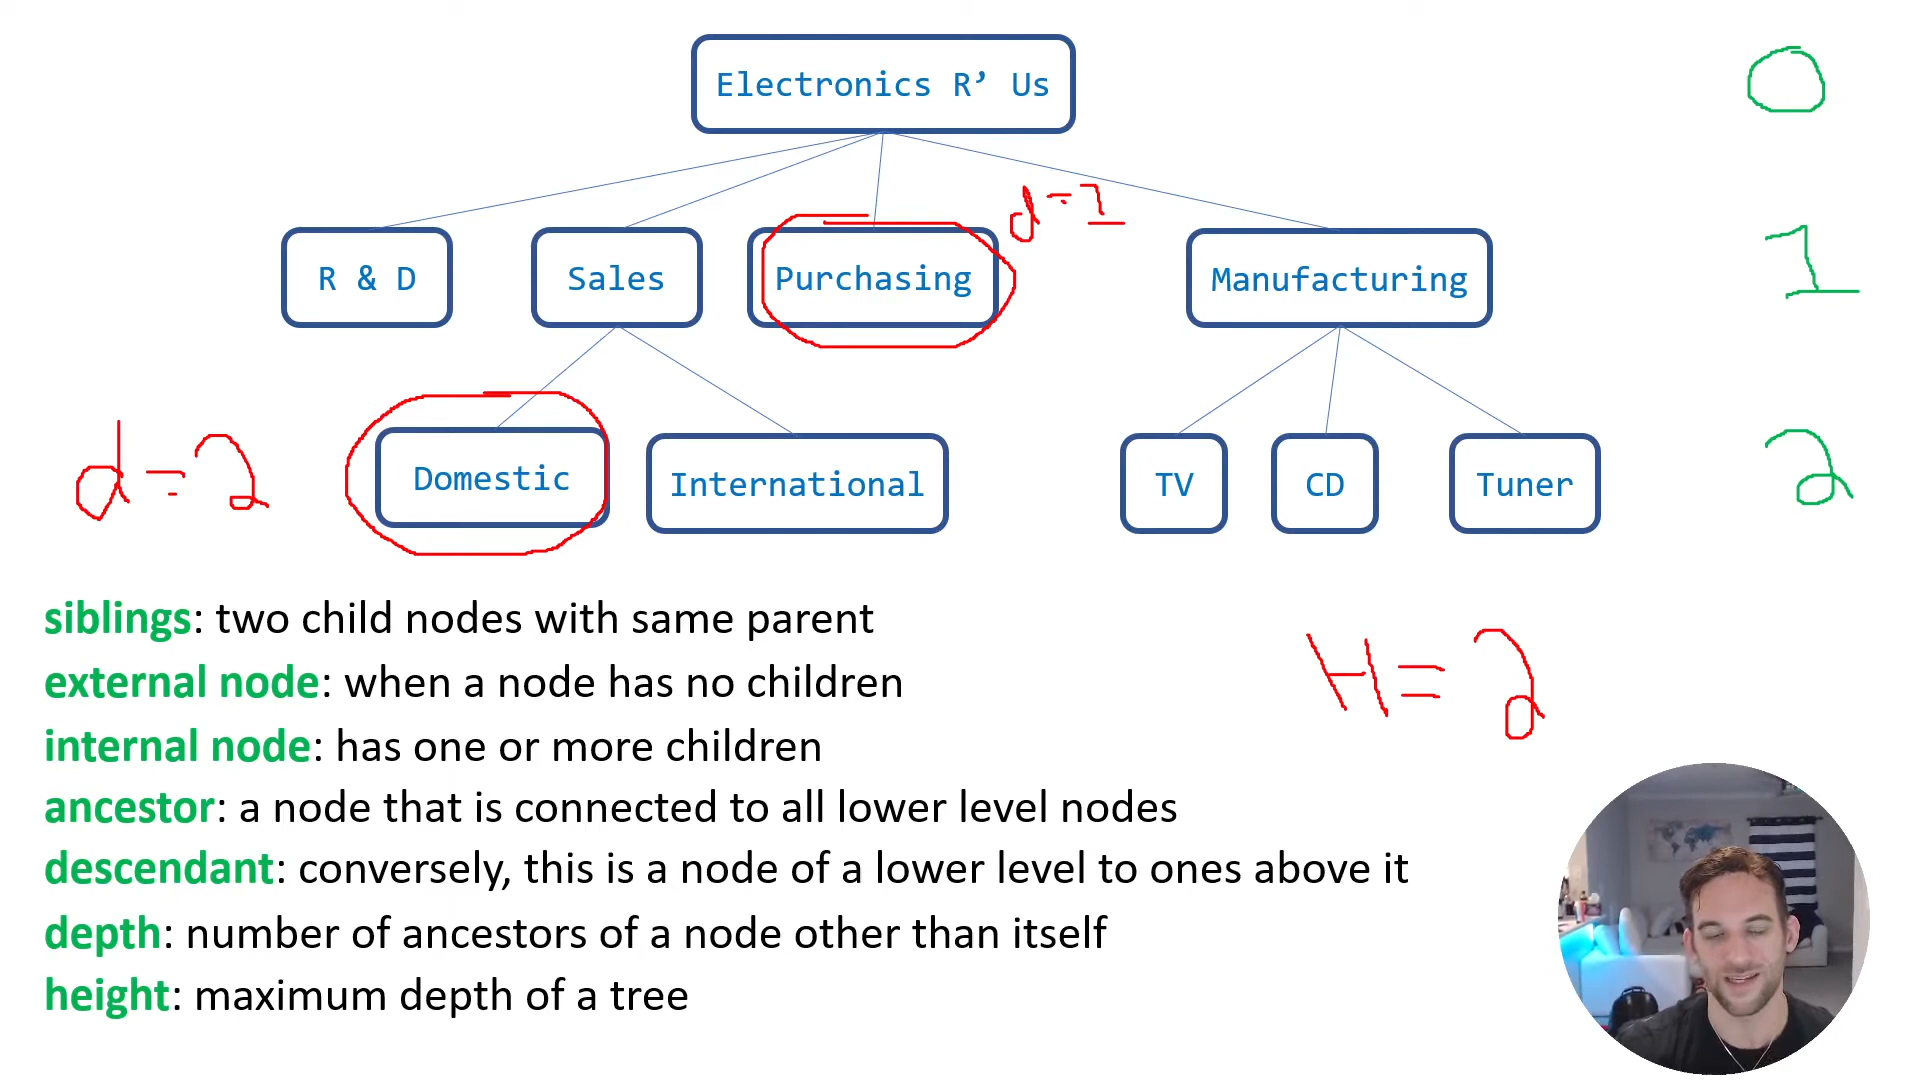 Electronics R’ Us
0
d=1
R & D
Sales
Purchasing
Manufacturing
1
d=2
Domestic
International
TV
CD
Tuner
2
siblings: two child nodes with same parent
external node: when a node has no children
H=2
internal node: has one or more children
ancestor: a node that is connected to all lower level nodes
descendant: conversely, this is a node of a lower level to ones above it
depth: number of ancestors of a node other than itself
height: maximum depth of a tree